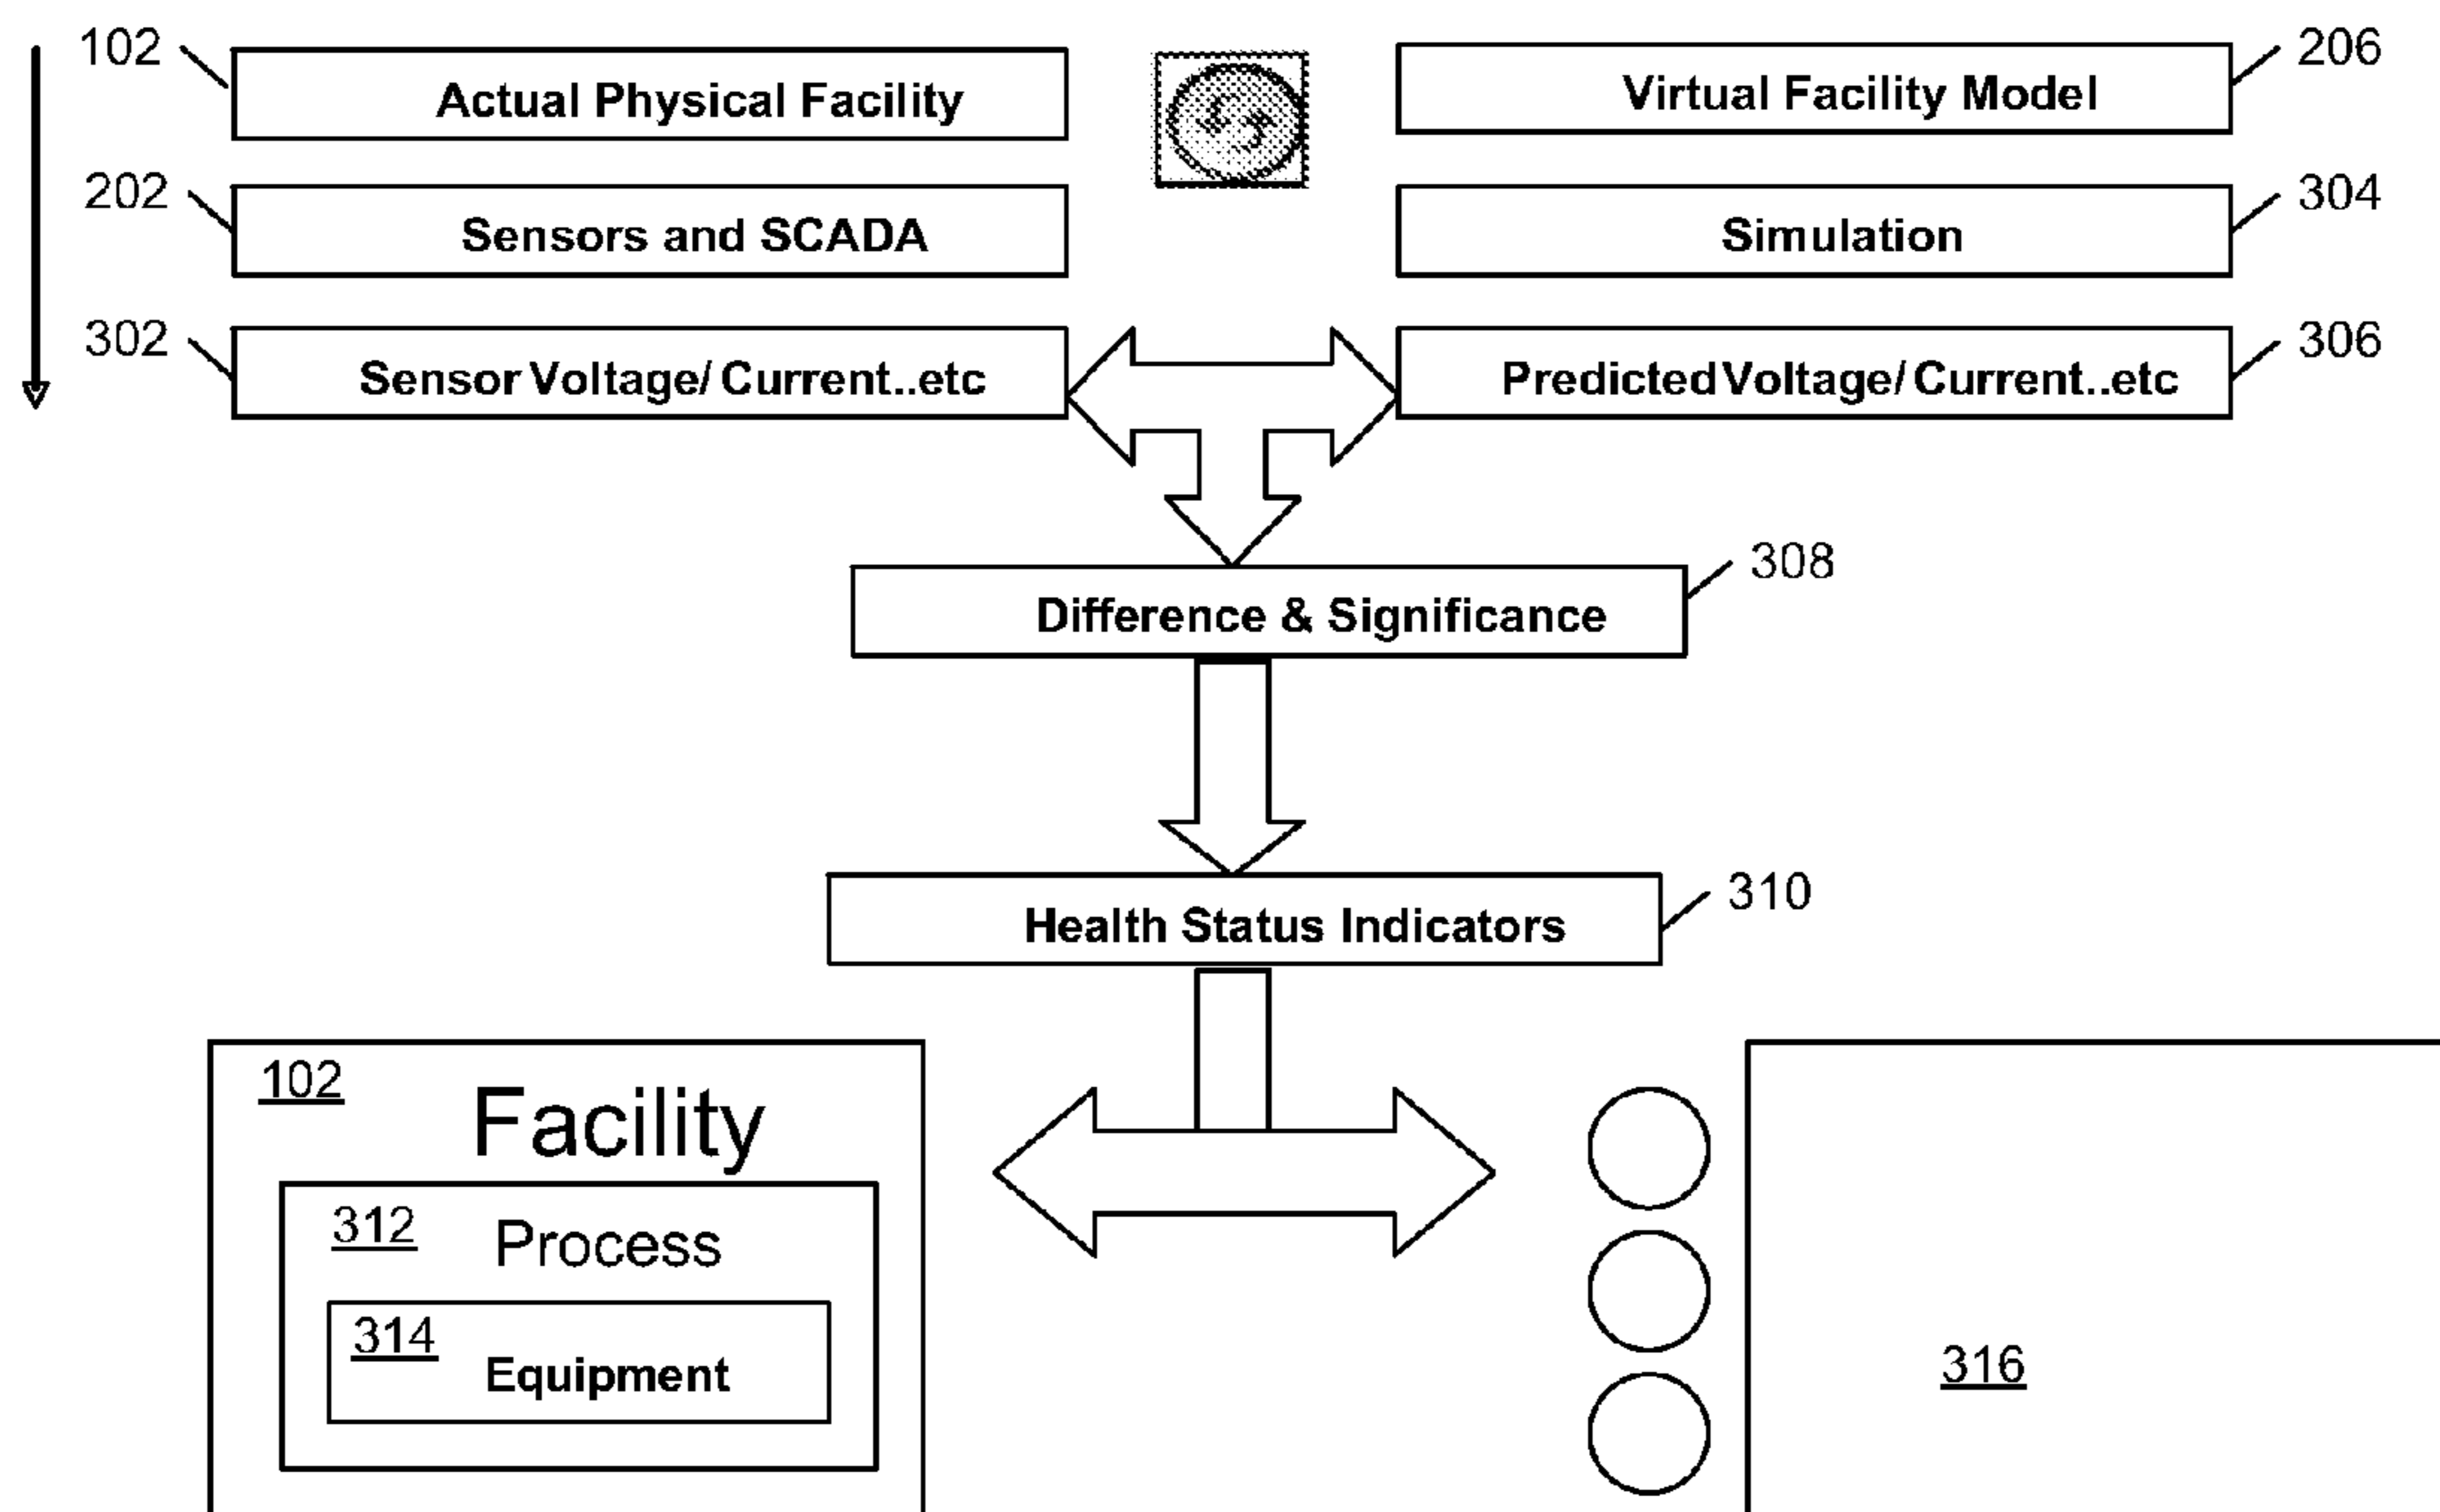 102 Actual Physical Facility Virtual Facility Model 206
202 Sensors and SCADA Simulation 304
302 Sensor Voltage/ Current..etc Predicted Voltage/ Current..etc 306
Difference & Significance 308
Health Status Indicators 310
102 Facility
312 Process
314 Equipment
316